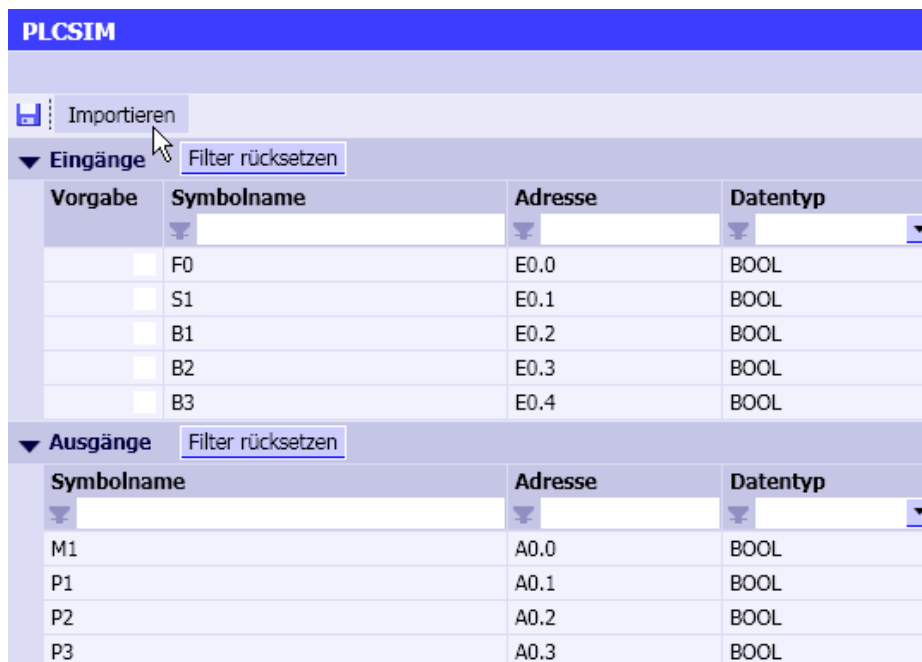 PLCSIM
Importieren
Eingänge Filter rücksetzen
Vorgabe Symbolname Adresse Datentyp
F0 E0.0 BOOL
S1 E0.1 BOOL
B1 E0.2 BOOL
B2 E0.3 BOOL
B3 E0.4 BOOL
Ausgänge Filter rücksetzen
Symbolname Adresse Datentyp
M1 A0.0 BOOL
P1 A0.1 BOOL
P2 A0.2 BOOL
P3 A0.3 BOOL